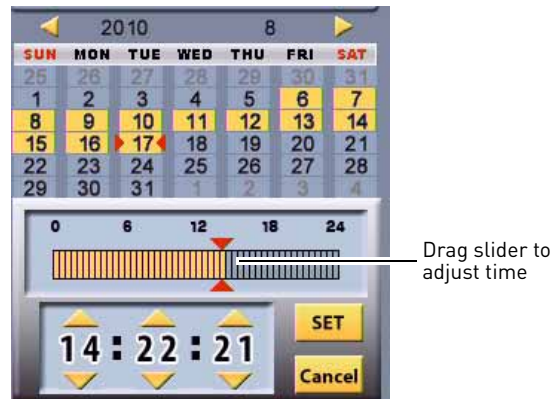 2010 8
SUN MON TUE WED THU FRI SAT
25 26 27 28 29 30 31
1 2 3 4 5 6 7
8 9 10 11 12 13 14
15 16 17 18 19 20 21
22 23 24 25 26 27 28
29 30 31 1 2 3 4
0 6 12 18 24
Drag slider to
adjust time
14:22:21
SET
Cancel